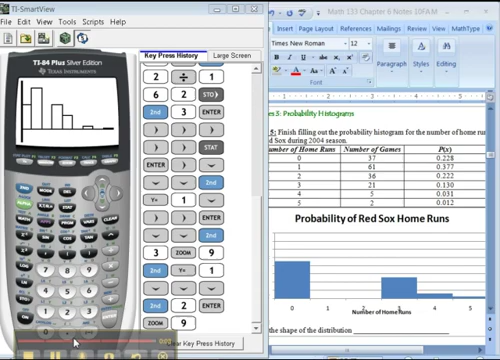 TI-SmartView
File Edit View Tools Scripts Help
TI-84 Plus Silver Edition
TEXAS INSTRUMENTS
Key Press History
Large Screen
2 ÷ 1
6 2 STO
2nd 3 ENTER
STAT
ENTER
2nd
Y= 1
ENTER
2nd
3 ZOOM 9
2nd Y= 1
2nd 2 ENTER
ZOOM 9
Clear Key Press History
Math 133 Chapter 6 Notes 10FA.M
Insert Page Layout References Mailings Review View
Times New Roman 12
Paragraph Styles Editing
es 3: Probability Histograms
5: Finish filling out the probability histogram for the number of home run
d Sox during 2004 season.
umber of Home Runs Number of Games P(x)
0 37 0.228
1 61 0.377
2 36 0.222
3 21 0.130
4 5 0.031
5 2 0.012
Probability of Red Sox Home Runs
0 1 2 3 4 5
Number of Home Runs
the shape of the distribution